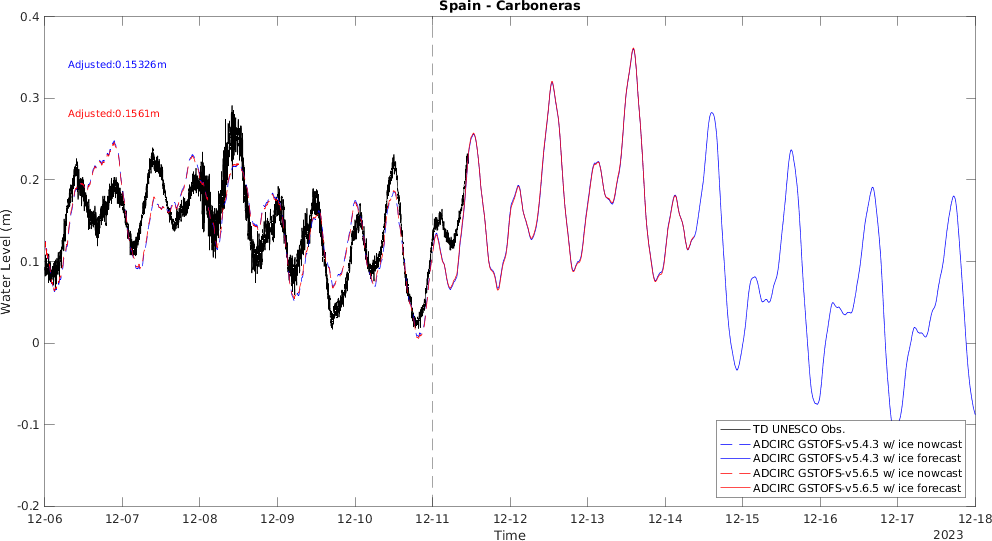 Spain - Carboneras
0.4
Adjusted:0.15326m
0.3
Adjusted:0.1561m
0.2
Water Level (m)
0.1
0
-0.1
TD UNESCO Obs.
ADCIRC GSTOFS-v5.4.3 w/ ice nowcast
ADCIRC GSTOFS-v5.4.3 w/ ice forecast
ADCIRC GSTOFS-v5.6.5 w/ ice nowcast
ADCIRC GSTOFS-v5.6.5 w/ ice forecast
-0.2
12-06 12-07 12-08 12-09 12-10 12-11 12-12 12-13 12-14 12-15 12-16 12-17 12-18
Time
2023